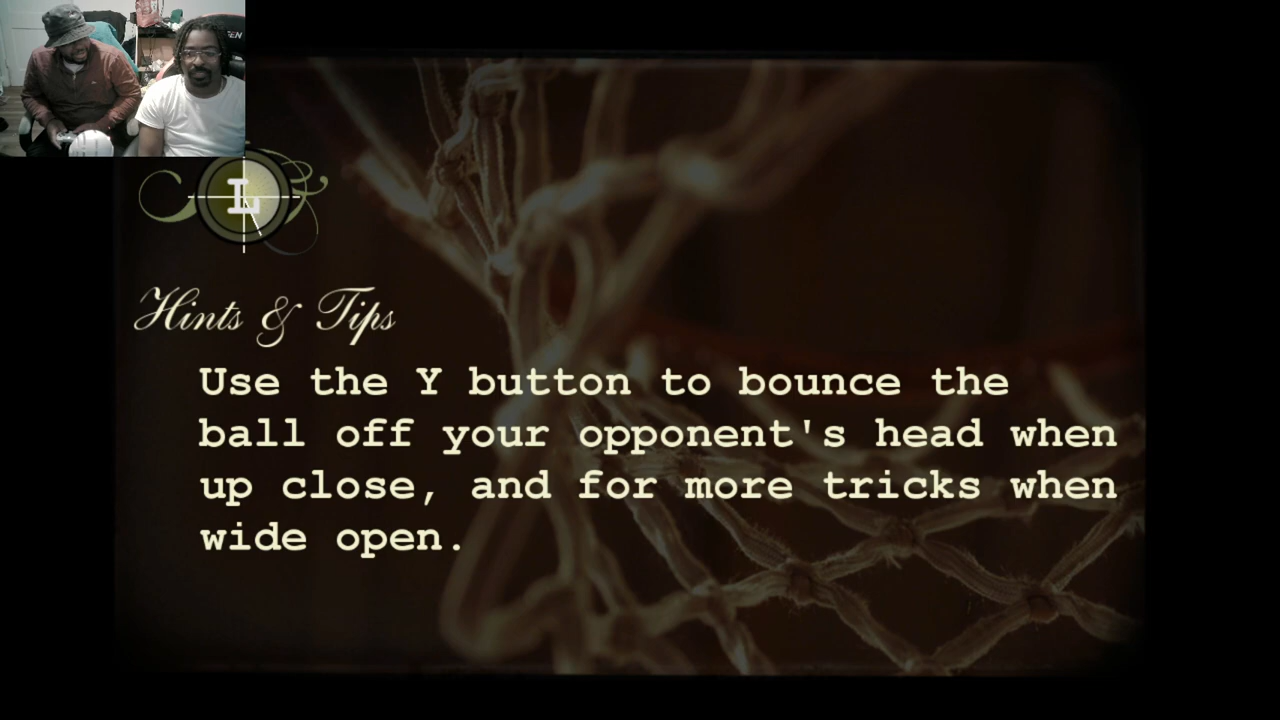 L
Hints & Tips
Use the Y button to bounce the
ball off your opponent's head when
up close, and for more tricks when
wide open.